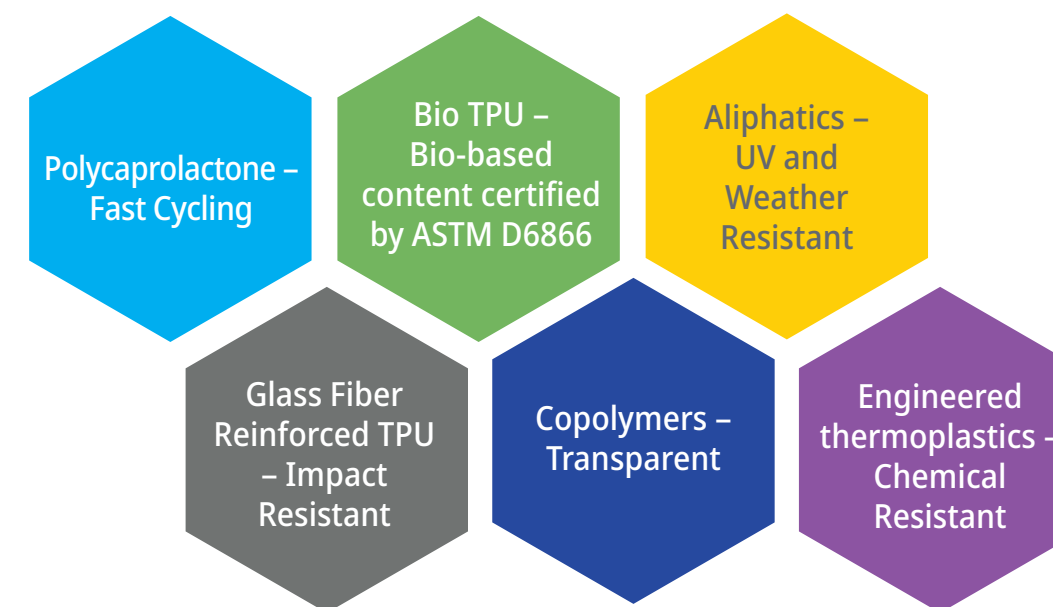 Polycaprolactone –
Fast Cycling
Bio TPU –
Bio-based
content certified
by ASTM D6866
Aliphatics –
UV and
Weather
Resistant
Glass Fiber
Reinforced TPU
– Impact
Resistant
Copolymers –
Transparent
Engineered
thermoplastics –
Chemical
Resistant